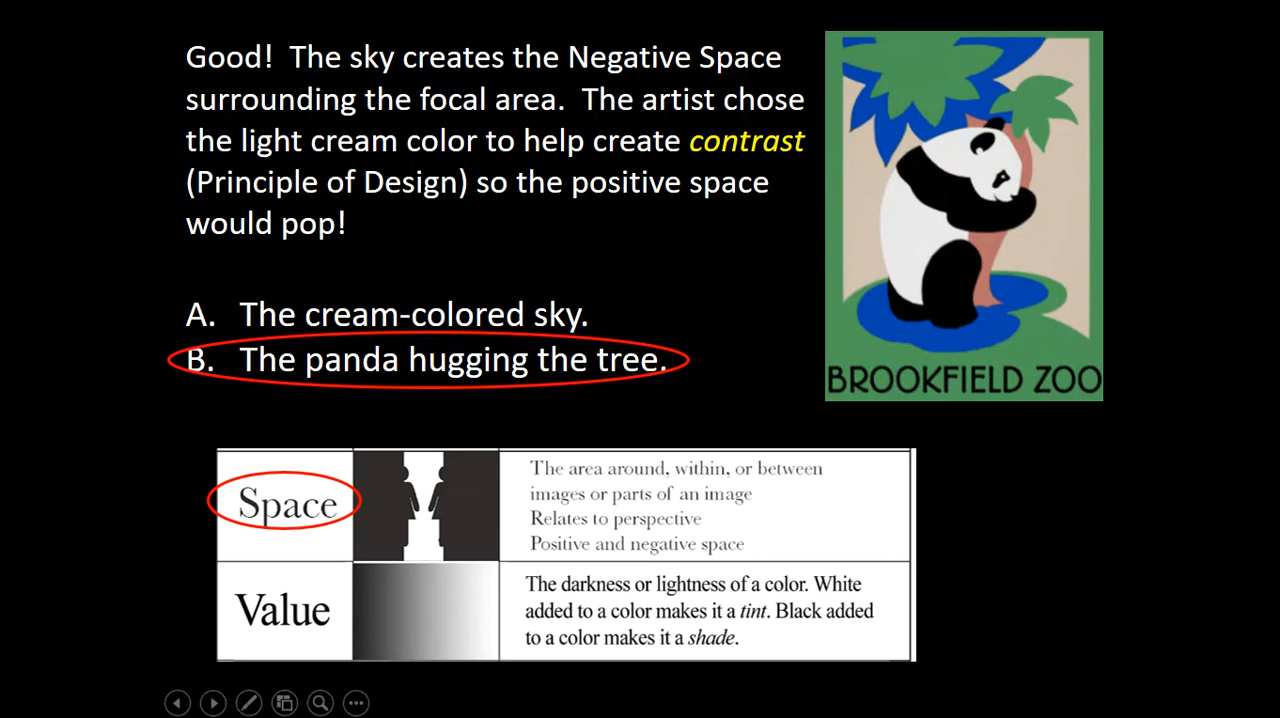 Good!  The sky creates the Negative Space
surrounding the focal area.  The artist chose
the light cream color to help create contrast
(Principle of Design) so the positive space
would pop!
A. The cream-colored sky.
B. The panda hugging the tree.
BROOKFIELD ZOO
Space
The area around, within, or between
images or parts of an image
Relates to perspective
Positive and negative space
Value
The darkness or lightness of a color. White
added to a color makes it a tint. Black added
to a color makes it a shade.